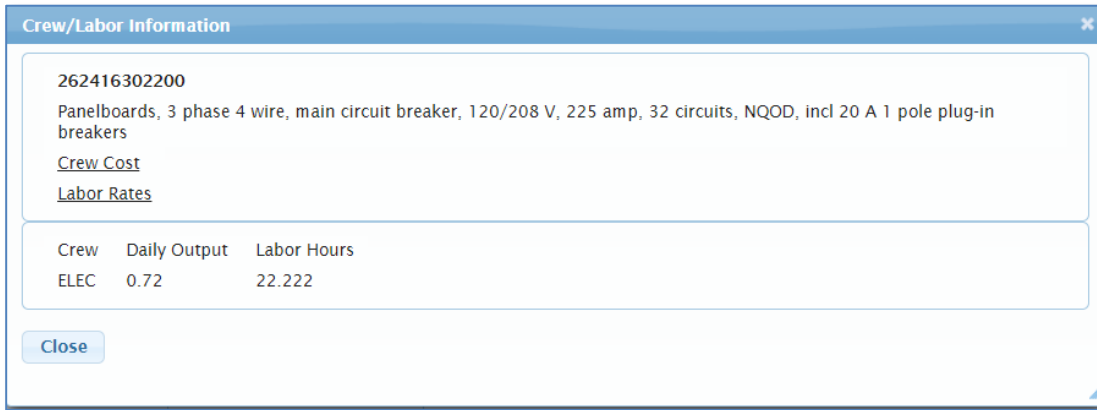 Crew/Labor Information
262416302200
Panelboards, 3 phase 4 wire, main circuit breaker, 120/208 V, 225 amp, 32 circuits, NQOD, incl 20 A 1 pole plug-in
breakers
Crew Cost
Labor Rates
Crew Daily Output Labor Hours
ELEC 0.72 22.222
Close